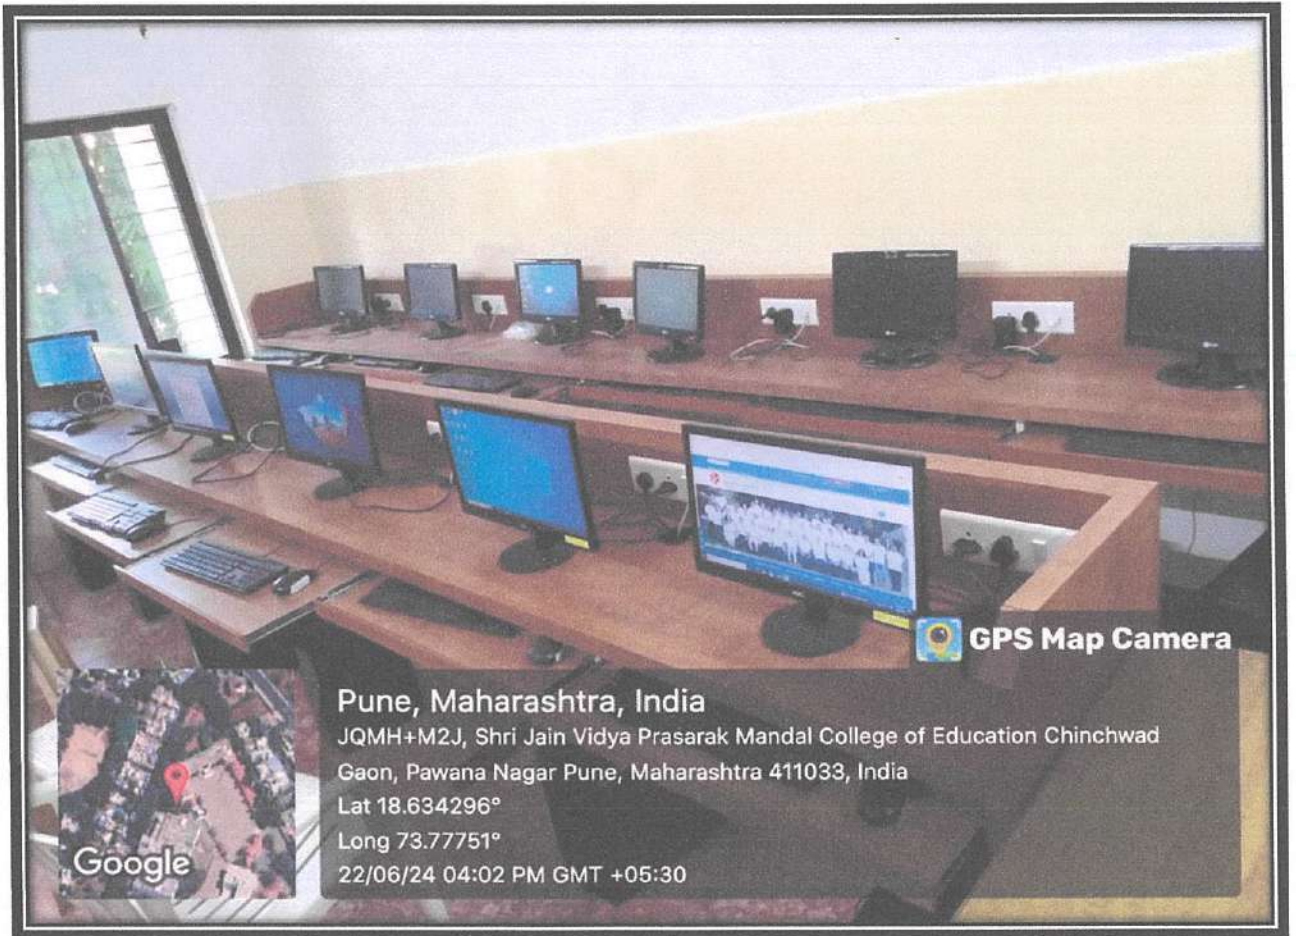 GPS Map Camera
Pune, Maharashtra, India
JQMH+M2J, Shri Jain Vidya Prasarak Mandal College of Education Chinchwad
Gaon, Pawana Nagar Pune, Maharashtra 411033, India
Lat 18.634296°
Long 73.77751°
22/06/24 04:02 PM GMT +05:30
Google